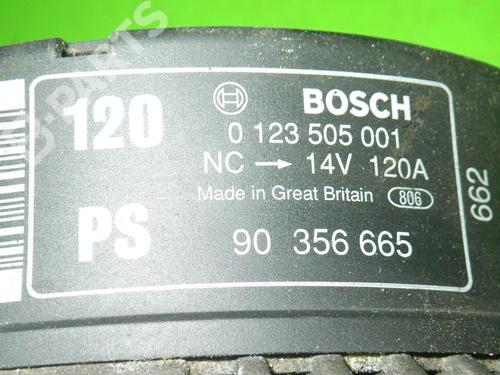 B-PARTS
120
BOSCH
0 123 505 001
NC → 14V 120A
Made in Great Britain 806
PS
90 356 665
662